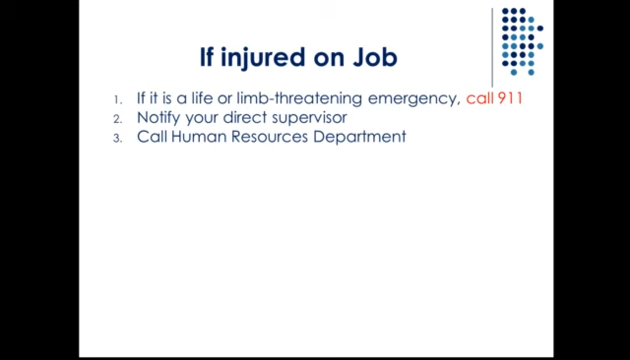 If injured on Job
1. If it is a life or limb-threatening emergency, call 911
2. Notify your direct supervisor
3. Call Human Resources Department